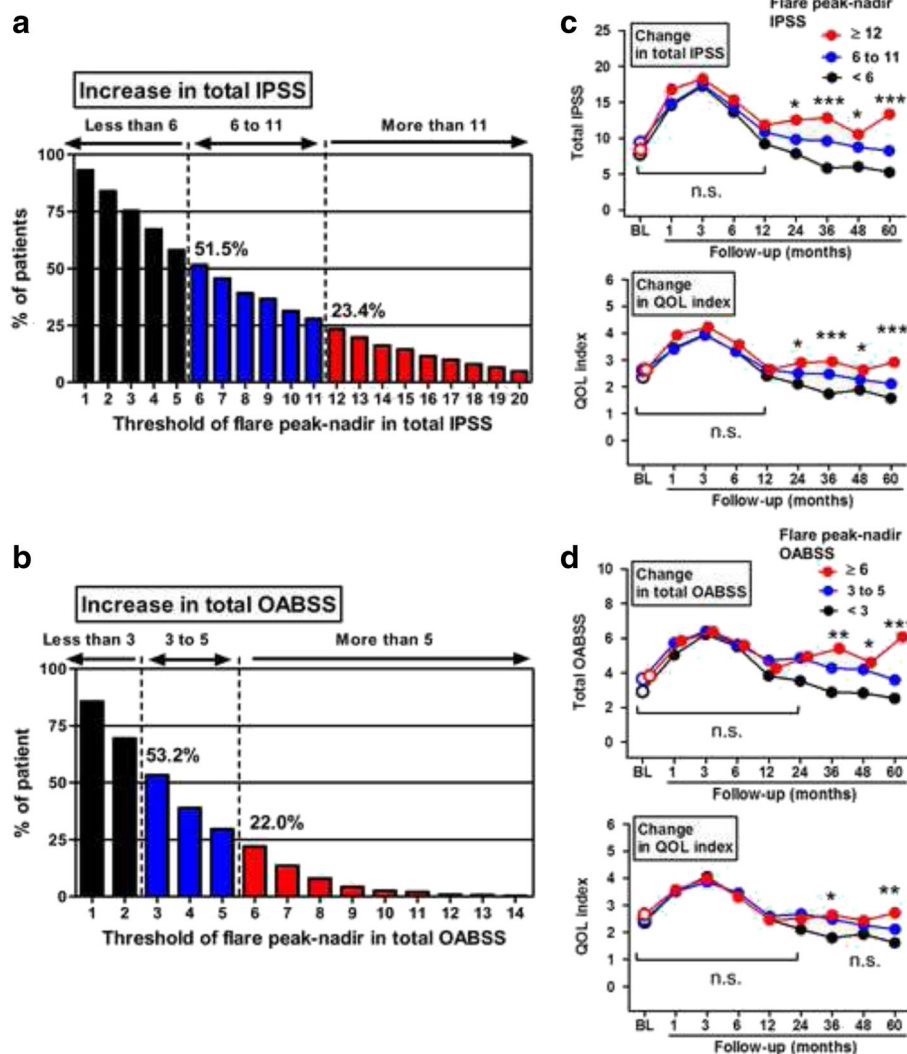 a
Increase in total IPSS
Less than 6
6 to 11
More than 11
100
75
50
25
0
% of patients
51.5%
23.4%
1 2 3 4 5 6 7 8 9 10 11 12 13 14 15 16 17 18 19 20
Threshold of flare peak-nadir in total IPSS
b
Increase in total OABSS
Less than 3
3 to 5
More than 5
100
75
50
25
0
% of patient
53.2%
22.0%
1 2 3 4 5 6 7 8 9 10 11 12 13 14
Threshold of flare peak-nadir in total OABSS
c
Flare peak-nadir
IPSS
≥ 12
6 to 11
< 6
Change
in total IPSS
25
20
15
10
5
0
Total IPSS
* *** * ***
n.s.
BL 1 3 6 12 24 36 48 60
Follow-up (months)
Change
in QOL index
6
5
4
3
2
1
0
QOL index
* *** * ***
n.s.
BL 1 3 6 12 24 36 48 60
Follow-up (months)
d
Flare peak-nadir
OABSS
≥ 6
3 to 5
< 3
Change
in total OABSS
10
8
6
4
2
0
Total OABSS
** * ***
n.s.
BL 1 3 6 12 24 36 48 60
Follow-up (months)
Change
in QOL index
6
5
4
3
2
1
0
QOL index
* **
n.s. n.s.
BL 1 3 6 12 24 36 48 60
Follow-up (months)